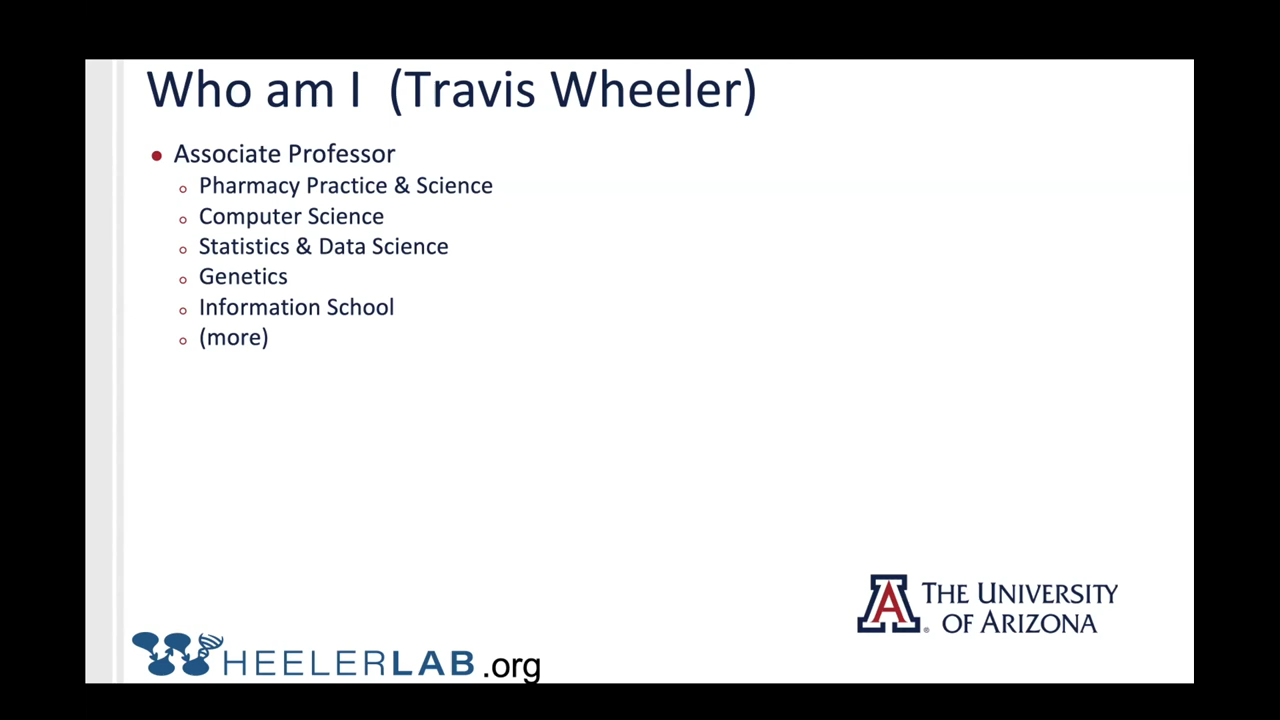 Who am I (Travis Wheeler)
Associate Professor
Pharmacy Practice & Science
Computer Science
Statistics & Data Science
Genetics
Information School
(more)
A® THE UNIVERSITY
OF ARIZONA
WHEELERLAB.org